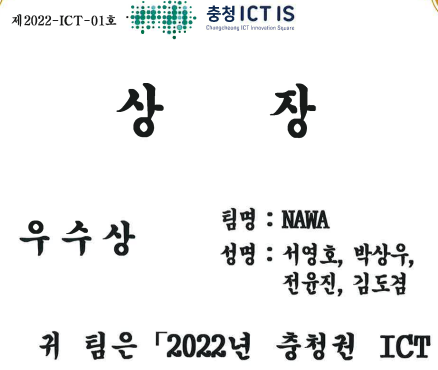 제2022-ICT-01호
충청 ICT IS
Chungcheong ICT Innovation Square
상 장
우수상
팀명 : NAWA
성명 : 서영호, 박상우,
전윤진, 김도겸
귀 팀은 「2022년 충청권 ICT